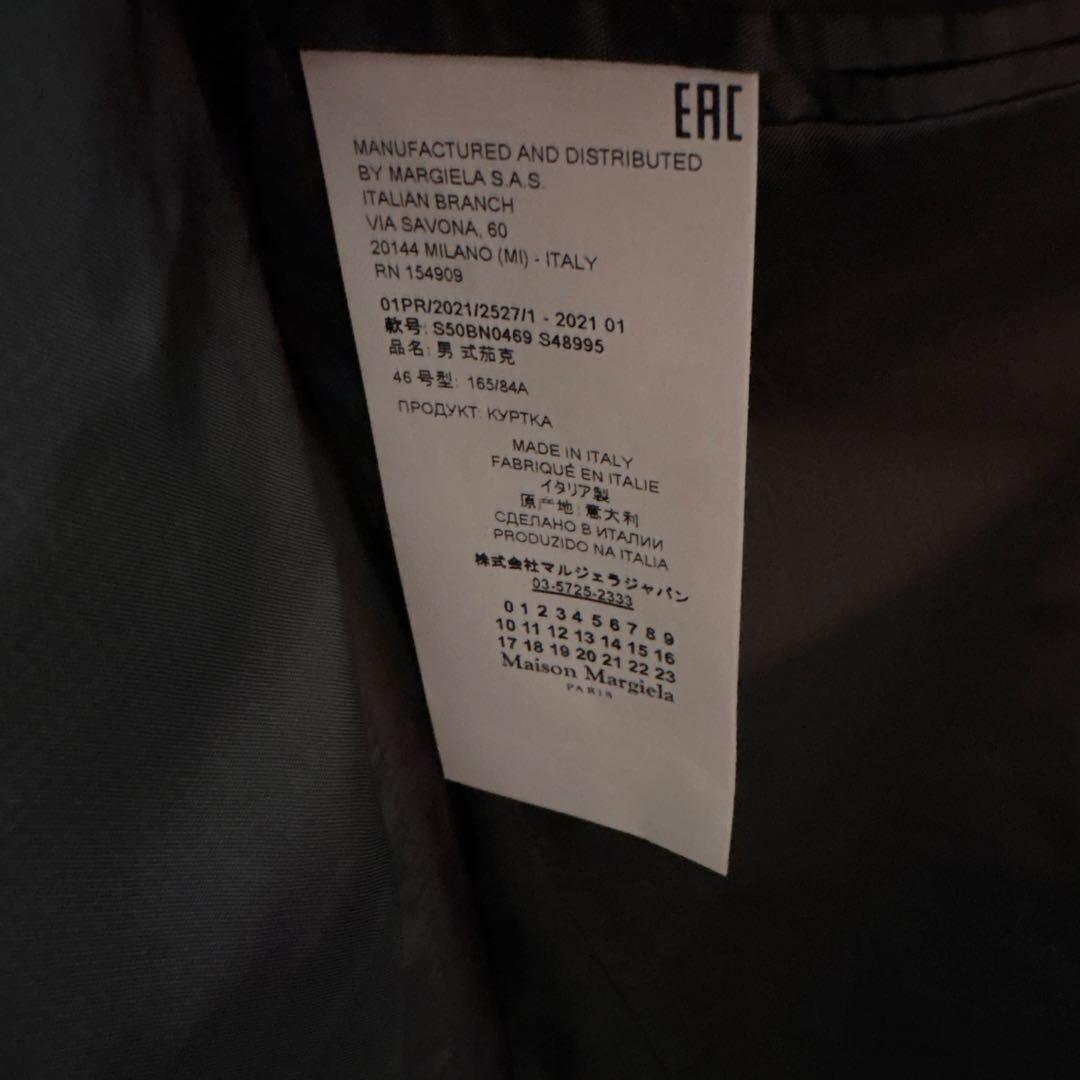 EAC
MANUFACTURED AND DISTRIBUTED
BY MARGIELA S.A.S.
ITALIAN BRANCH
VIA SAVONA, 60
20144 MILANO (MI) - ITALY
RN 154909
01PR/2021/2527/1 - 2021 01
款号: S50BN0469 S48995
品名: 男 式茄克
46 号型: 165/84A
ПРОДУКТ: КУРТКА
MADE IN ITALY
FABRIQUÉ EN ITALIE
イタリア製
原产地: 意大利
СДЕЛАНО В ИТАЛИИ
PRODUZIDO NA ITALIA
株式会社マルジェラジャパン
03-5725-2333
0 1 2 3 4 5 6 7 8 9
10 11 12 13 14 15 16
17 18 19 20 21 22 23
Maison Margiela
PARIS